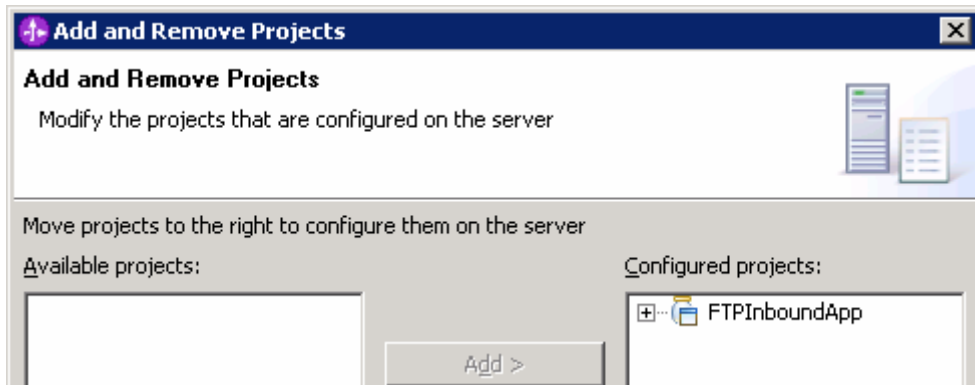 Add and Remove Projects
Add and Remove Projects
Modify the projects that are configured on the server
Move projects to the right to configure them on the server
Available projects:
Configured projects:
FTPInboundApp
Add >